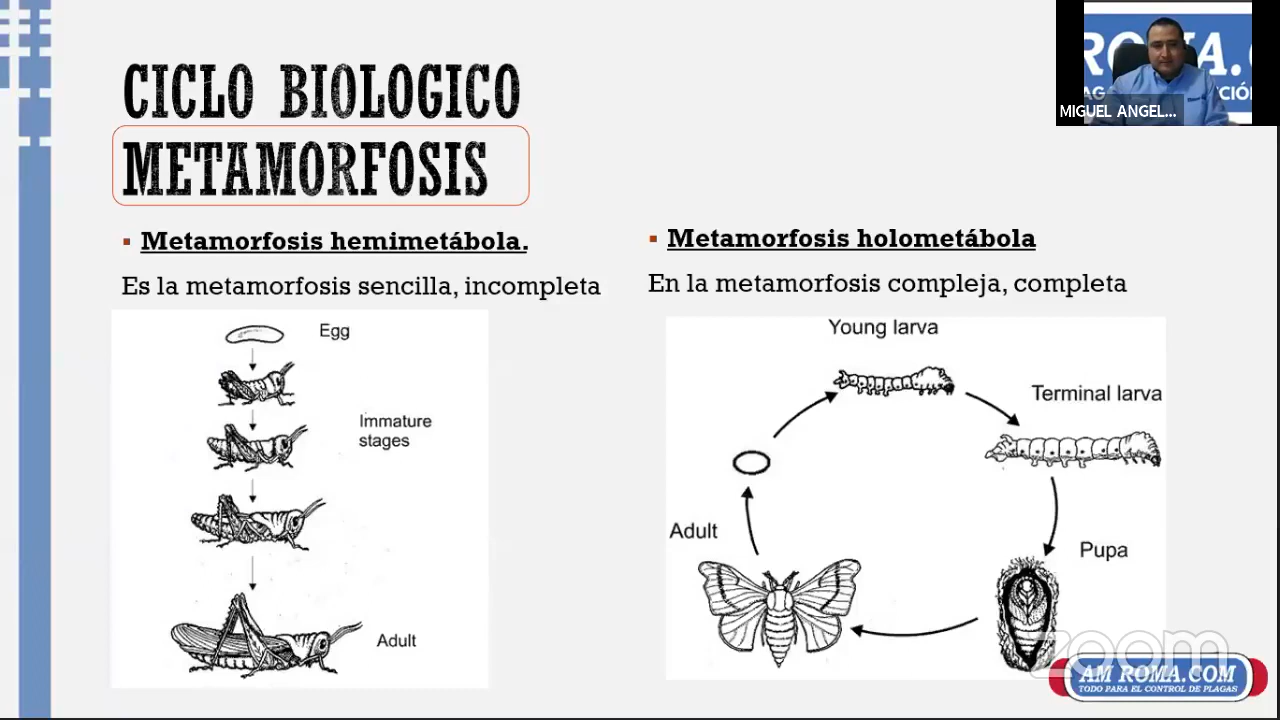 CICLO BIOLOGICO
METAMORFOSIS
▪ Metamorfosis hemimetábola.
Es la metamorfosis sencilla, incompleta
Egg
Immature
stages
Adult
▪ Metamorfosis holometábola
En la metamorfosis compleja, completa
Young larva
Terminal larva
Pupa
Adult
MIGUEL ANGEL...
zoom
AM ROMA.COM
TODO PARA EL CONTROL DE PLAGAS